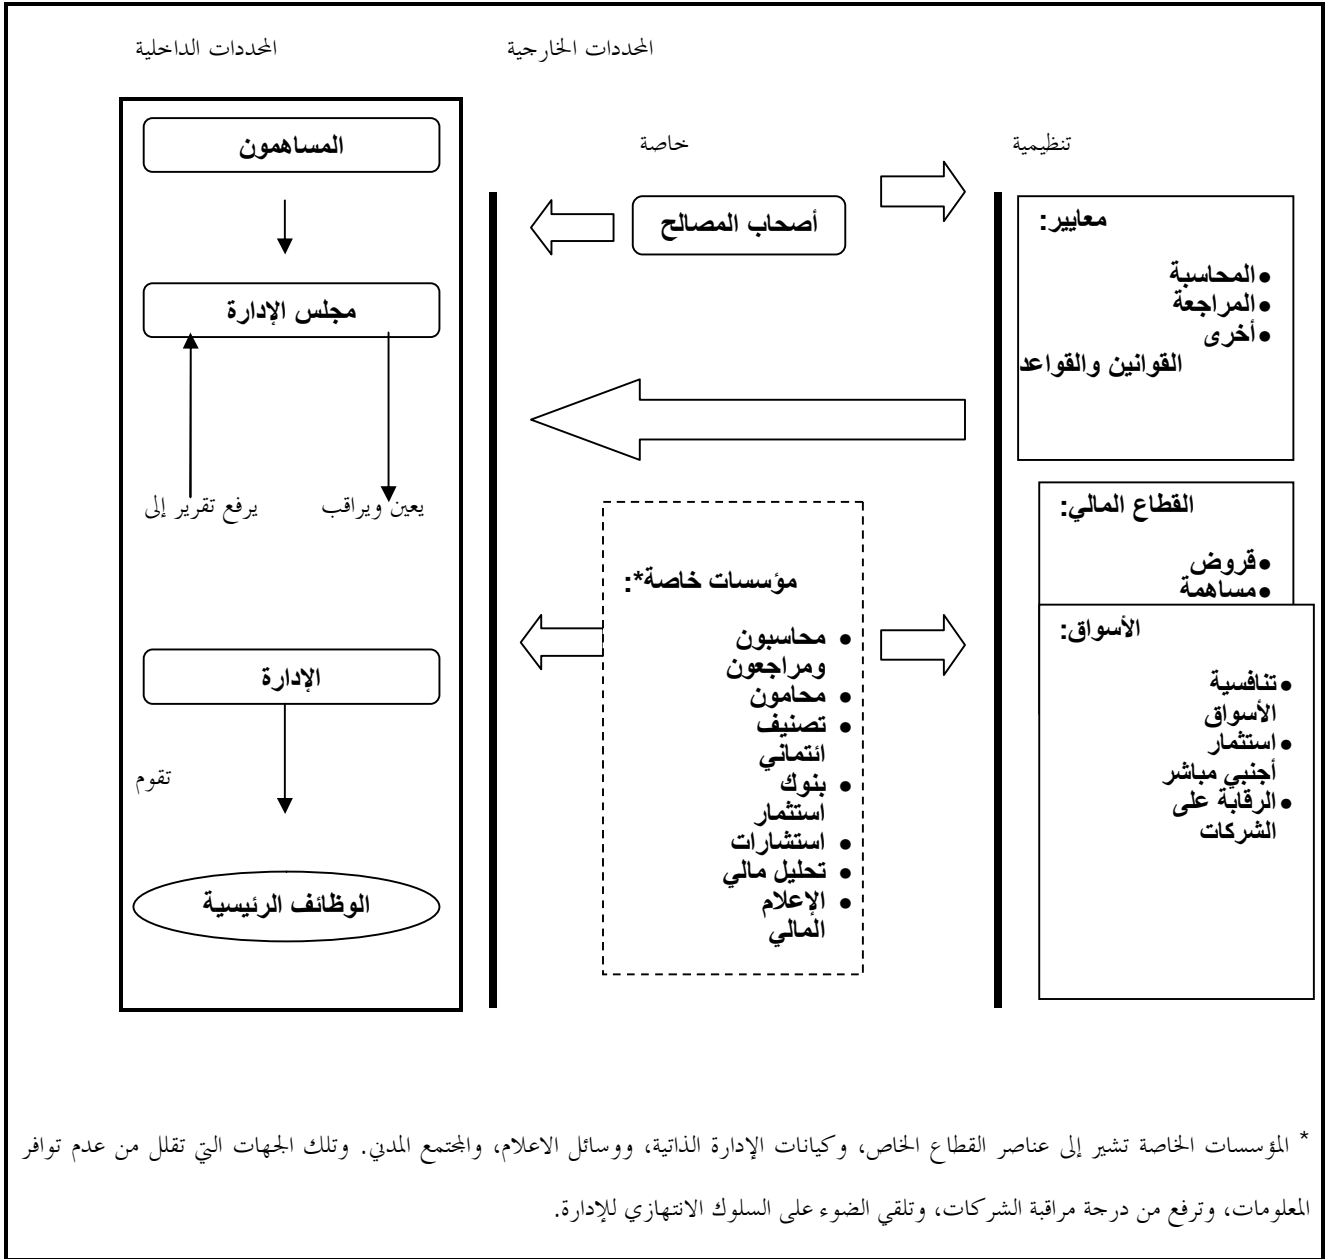 المحددات الخارجية
المحددات الداخلية
تنظيمية
خاصة
معايير:
●المحاسبة
●المراجعة
●أخرى
القوانين والقواعد
القطاع المالي:
●قروض
●مساهمة
الأسواق:
●تنافسية
الأسواق
●استثمار
أجنبي مباشر
●الرقابة على
الشركات
أصحاب المصالح
مؤسسات خاصة*:
● محاسبون
ومراجعون
● محامون
● تصنيف
ائتماني
● بنوك
استثمار
● استشارات
● تحليل مالي
● الإعلام
المالي
المساهمون
مجلس الإدارة
يعين ويراقب
يرفع تقرير إلى
الإدارة
تقوم
الوظائف الرئيسية
* المؤسسات الخاصة تشير إلى عناصر القطاع الخاص، وكيانات الإدارة الذاتية، ووسائل الاعلام، والمجتمع المدني. وتلك الجهات التي تقلل من عدم توافر
المعلومات، وترفع من درجة مراقبة الشركات، وتلقي الضوء على السلوك الانتهازي للإدارة.